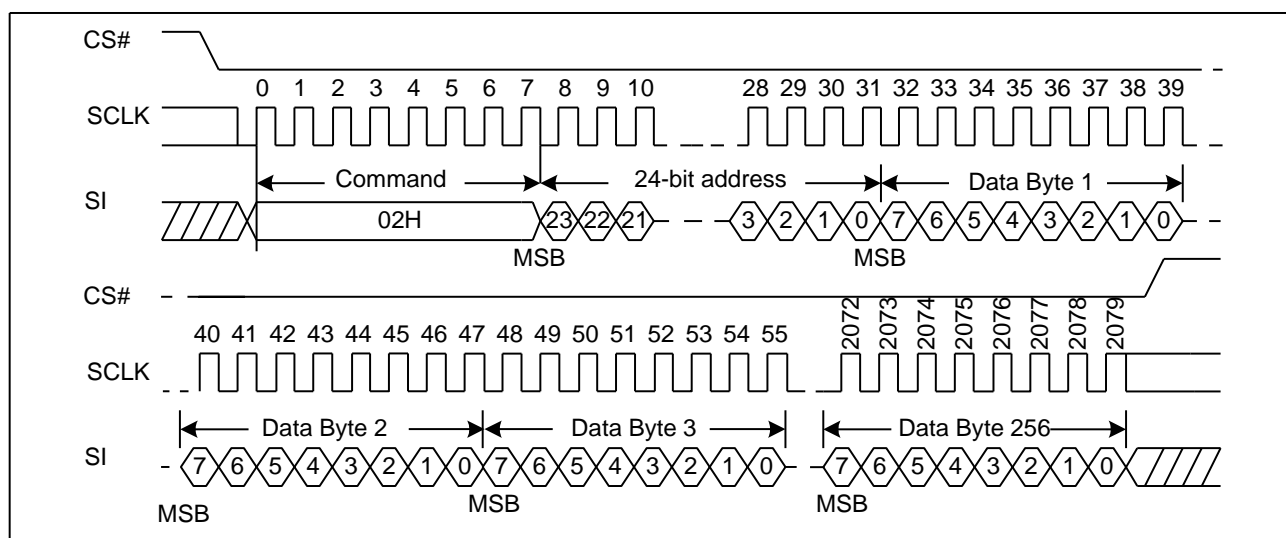 CS#
0 1 2 3 4 5 6 7 8 9 10 28 29 30 31 32 33 34 35 36 37 38 39
SCLK
Command 24-bit address Data Byte 1
SI
02H 23 22 21 3 2 1 0 7 6 5 4 3 2 1 0
MSB MSB
CS#
40 41 42 43 44 45 46 47 48 49 50 51 52 53 54 55 2072 2073 2074 2075 2076 2077 2078 2079
SCLK
Data Byte 2 Data Byte 3 Data Byte 256
SI
7 6 5 4 3 2 1 0 7 6 5 4 3 2 1 0 7 6 5 4 3 2 1 0
MSB MSB MSB